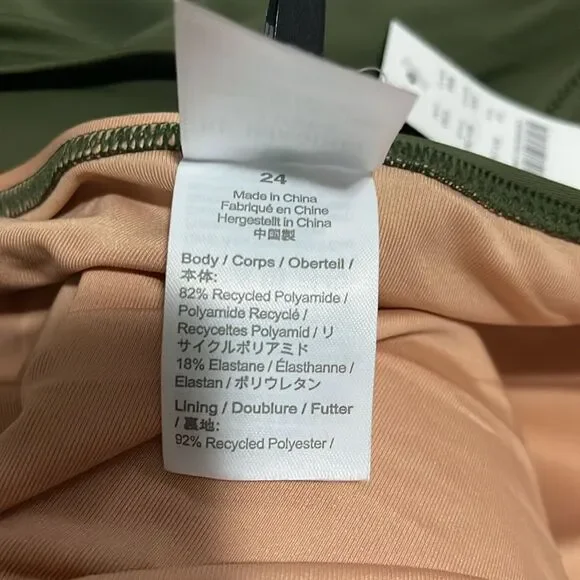 24
Made in China
Fabriqué en Chine
Hergestellt in China
中国製
Body / Corps / Oberteil /
本体:
82% Recycled Polyamide /
Polyamide Recyclé /
Recyceltes Polyamid / リ
サイクルポリアミド
18% Elastane / Élasthanne /
Elastan / ポリウレタン
Lining / Doublure / Futter
/ 裏地:
92% Recycled Polyester /